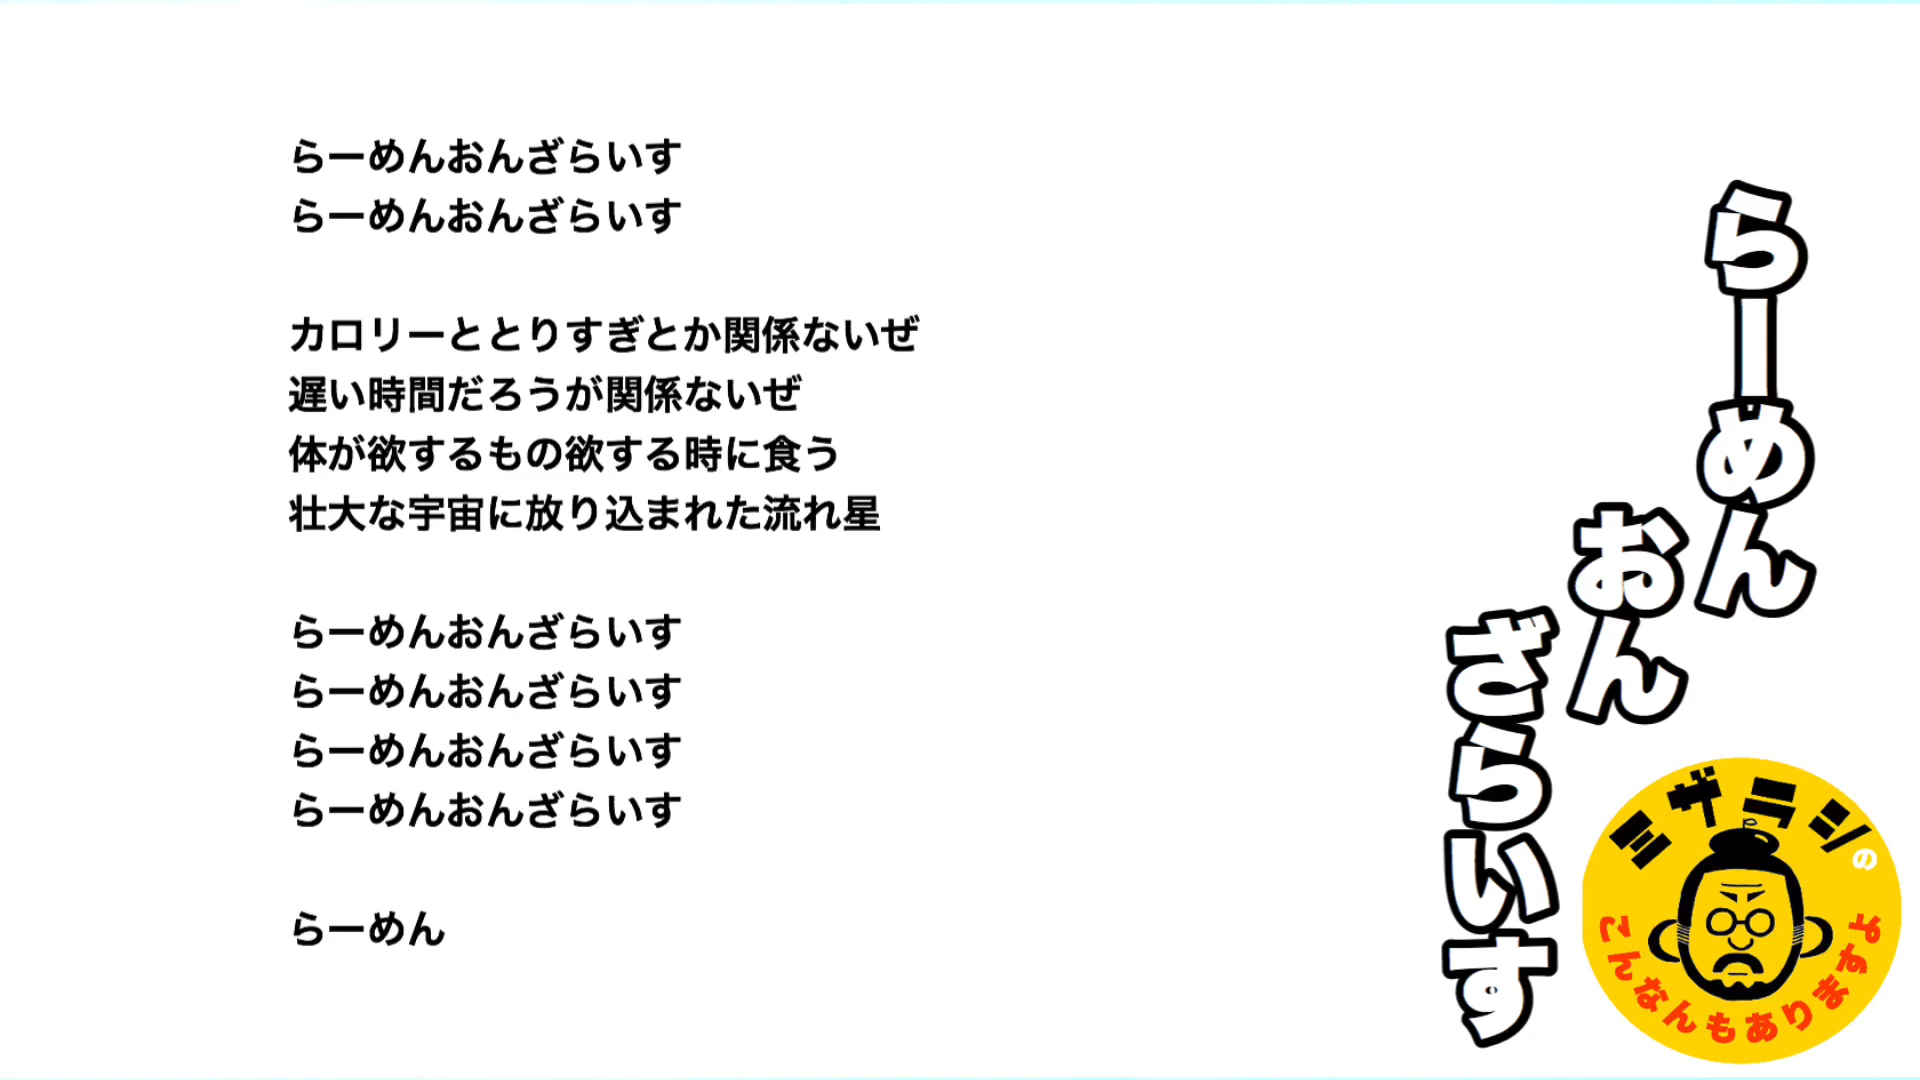 らーめんおんざらいす
らーめんおんざらいす
カロリーととりすぎとか関係ないぜ
遅い時間だろうが関係ないぜ
体が欲するもの欲する時に食う
壮大な宇宙に放り込まれた流れ星
らーめんおんざらいす
らーめんおんざらいす
らーめんおんざらいす
らーめんおんざらいす
らーめん
らーめん
おん
ざらいす
ミザラシの
こんなんもありますよ